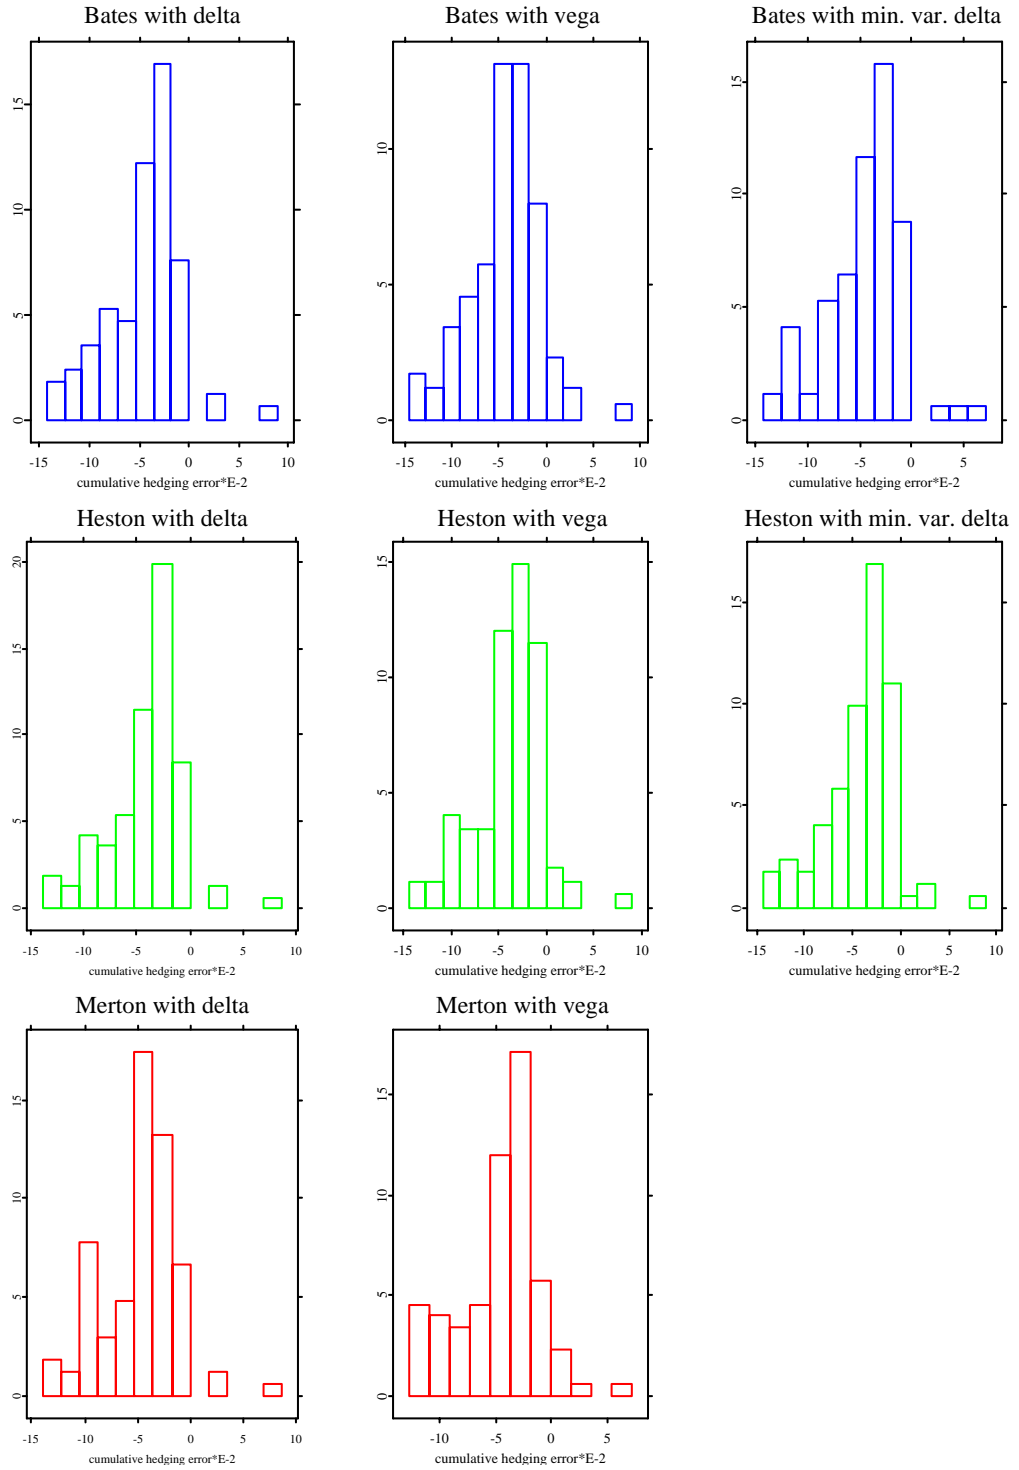 Bates with delta
Bates with vega
Bates with min. var. delta
15
10
5
0
10
5
0
15
10
5
0
-15 -10 -5 0 5 10
-15 -10 -5 0 5 10
-15 -10 -5 0 5
cumulative hedging error*E-2
cumulative hedging error*E-2
cumulative hedging error*E-2
Heston with delta
Heston with vega
Heston with min. var. delta
20
15
10
5
0
15
10
5
0
15
10
5
0
-15 -10 -5 0 5 10
-15 -10 -5 0 5 10
-15 -10 -5 0 5 10
cumulative hedging error*E-2
cumulative hedging error*E-2
cumulative hedging error*E-2
Merton with delta
Merton with vega
15
10
5
0
15
10
5
0
-15 -10 -5 0 5 10
-10 -5 0 5
cumulative hedging error*E-2
cumulative hedging error*E-2